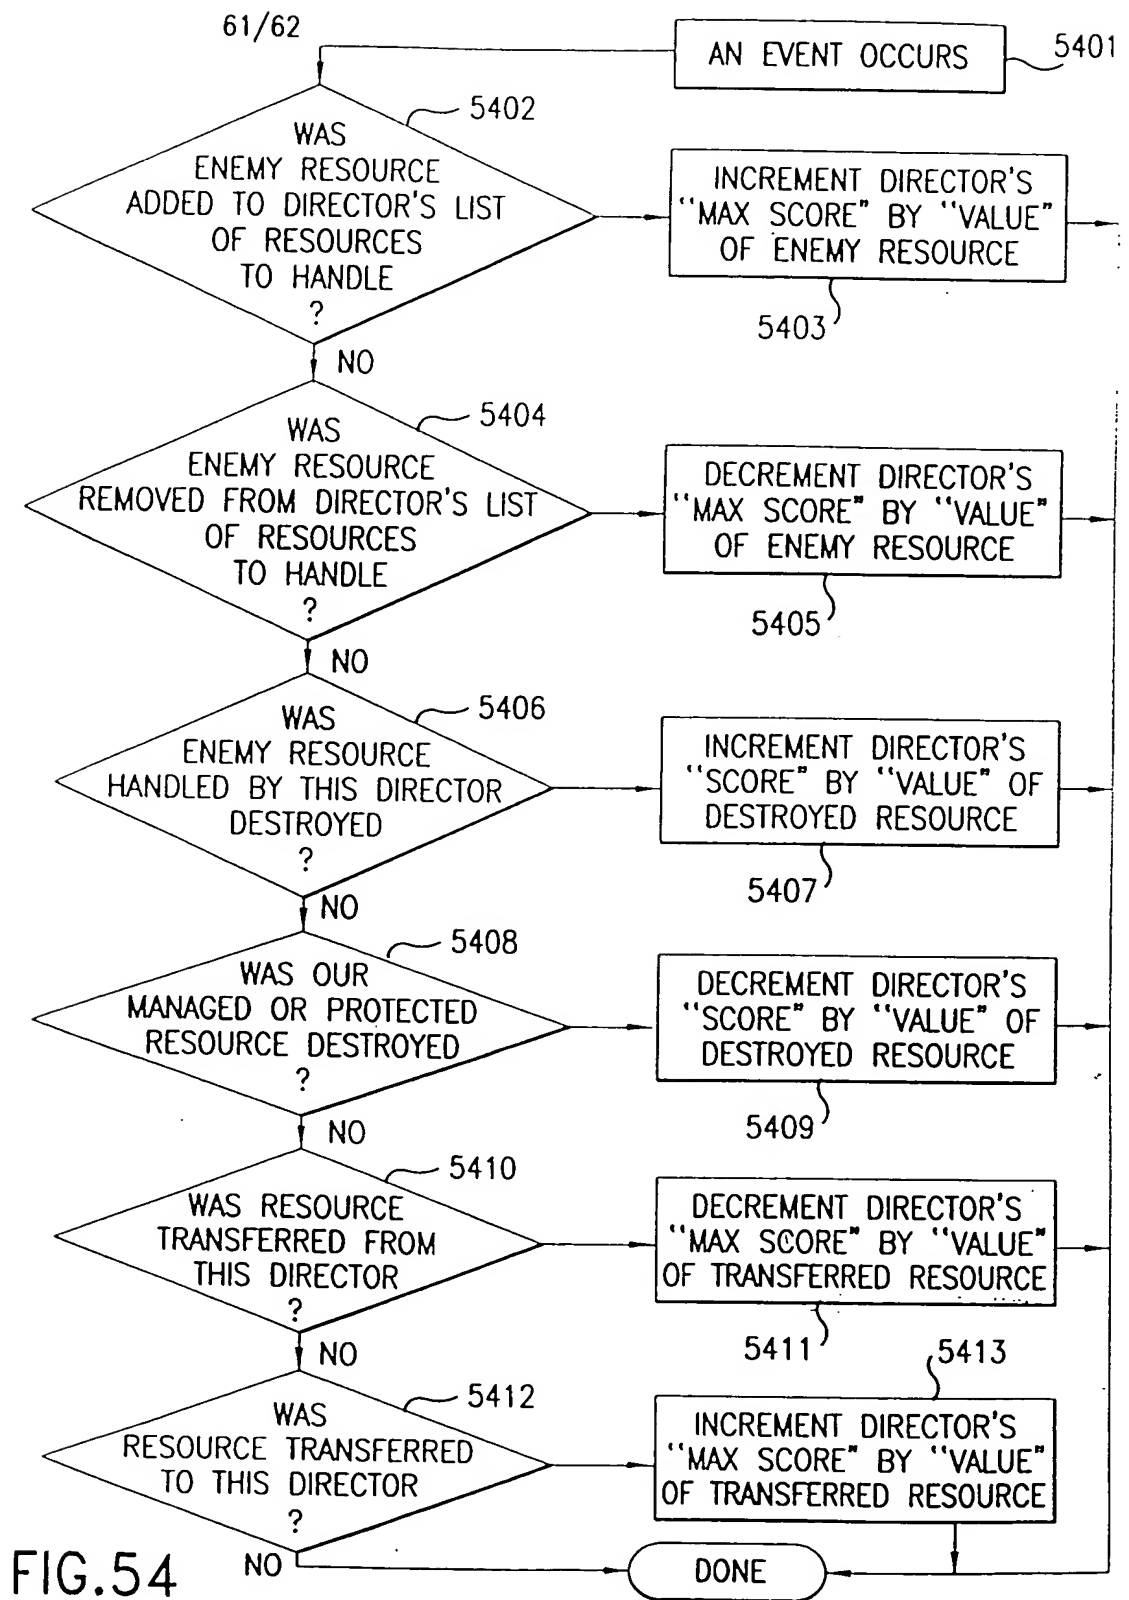 61/62
AN EVENT OCCURS
5401
5402
WAS
ENEMY RESOURCE
ADDED TO DIRECTOR'S LIST
OF RESOURCES
TO HANDLE
?
INCREMENT DIRECTOR'S
"MAX SCORE" BY "VALUE"
OF ENEMY RESOURCE
5403
NO
5404
WAS
ENEMY RESOURCE
REMOVED FROM DIRECTOR'S LIST
OF RESOURCES
TO HANDLE
?
DECREMENT DIRECTOR'S
"MAX SCORE" BY "VALUE"
OF ENEMY RESOURCE
5405
NO
5406
WAS
ENEMY RESOURCE
HANDLED BY THIS DIRECTOR
DESTROYED
?
INCREMENT DIRECTOR'S
"SCORE" BY "VALUE" OF
DESTROYED RESOURCE
5407
NO
5408
WAS OUR
MANAGED OR PROTECTED
RESOURCE DESTROYED
?
DECREMENT DIRECTOR'S
"SCORE" BY "VALUE" OF
DESTROYED RESOURCE
5409
NO
5410
WAS RESOURCE
TRANSFERRED FROM
THIS DIRECTOR
?
DECREMENT DIRECTOR'S
"MAX SCORE" BY "VALUE"
OF TRANSFERRED RESOURCE
5411
NO
5412
WAS
RESOURCE TRANSFERRED
TO THIS DIRECTOR
?
5413
INCREMENT DIRECTOR'S
"MAX SCORE" BY "VALUE"
OF TRANSFERRED RESOURCE
NO
DONE
FIG.54